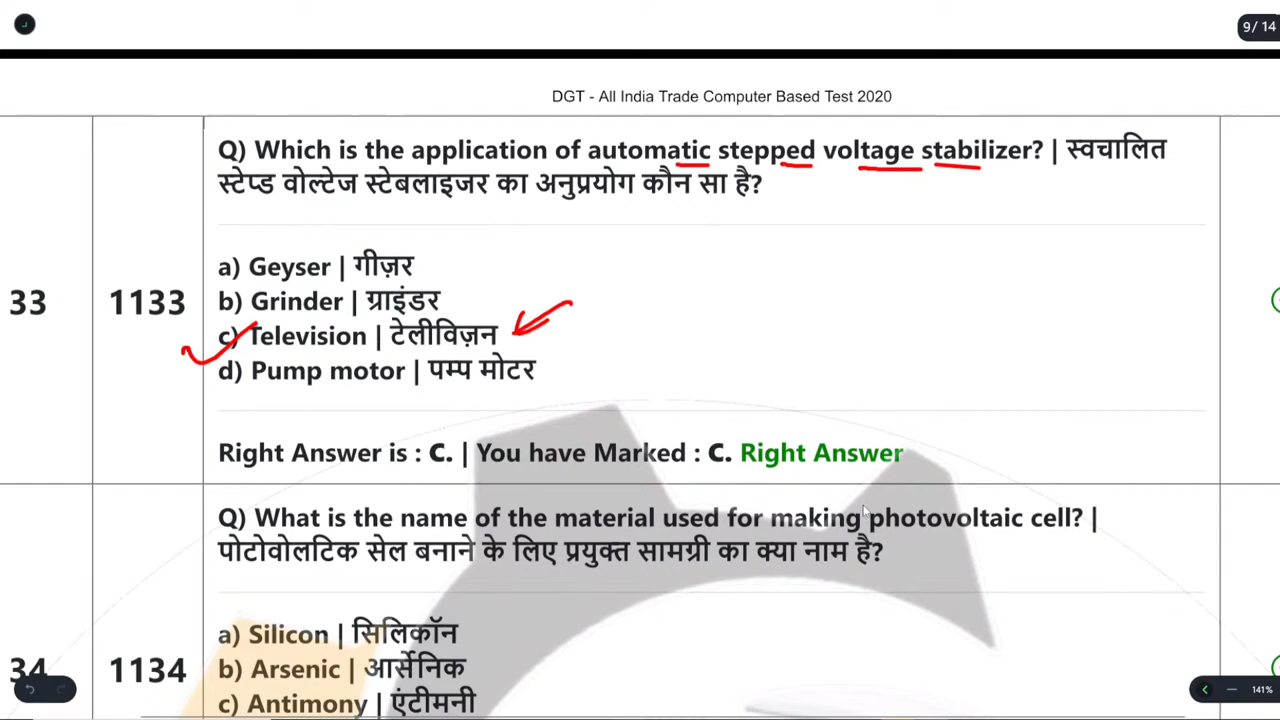 9/ 14
DGT - All India Trade Computer Based Test 2020
Q) Which is the application of automatic stepped voltage stabilizer? | स्वचालित
स्टेप्ड वोल्टेज स्टेबलाइजर का अनुप्रयोग कौन सा है?
33
1133
a) Geyser | गीज़र
b) Grinder | ग्राइंडर
c) Television | टेलीविज़न
d) Pump motor | पम्प मोटर
Right Answer is : C. | You have Marked : C. Right Answer
Q) What is the name of the material used for making photovoltaic cell? |
पोटोवोलटिक सेल बनाने के लिए प्रयुक्त सामग्री का क्या नाम है?
34
1134
a) Silicon | सिलिकॉन
b) Arsenic | आर्सेनिक
c) Antimony | एंटीमनी
141%